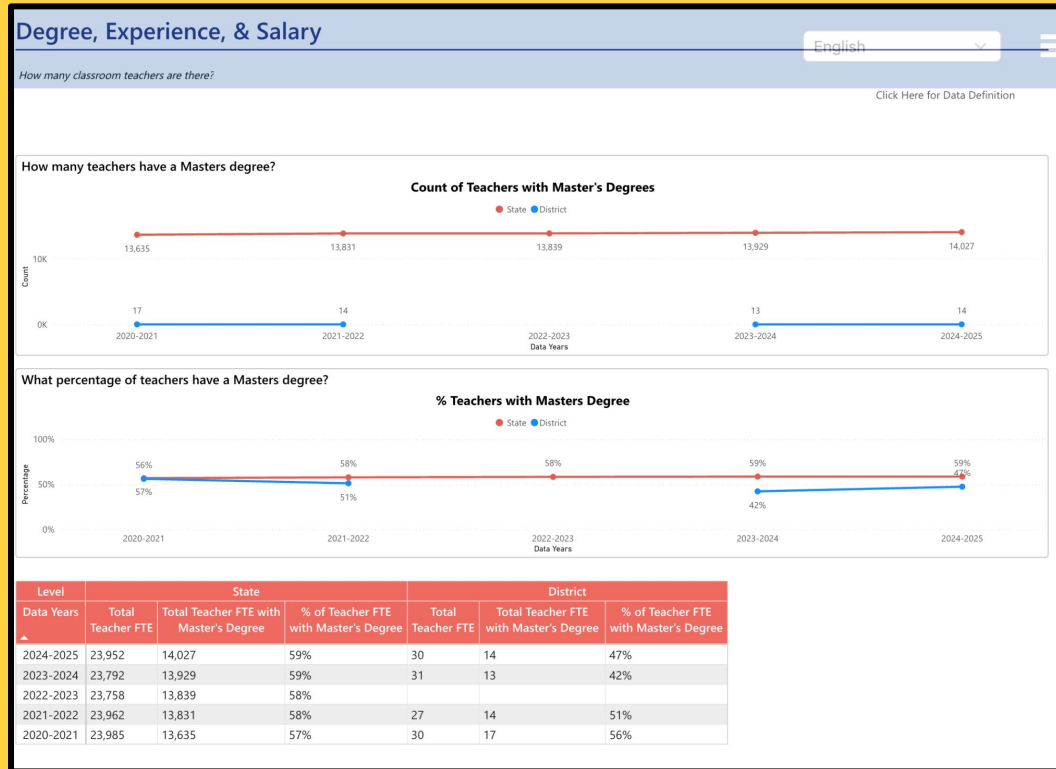 Degree, Experience, & Salary
English
How many classroom teachers are there?
Click Here for Data Definition
How many teachers have a Masters degree?
Count of Teachers with Master's Degrees
State District
13,635 13,831 13,839 13,929 14,027
10K
Count
17 14 13 14
0K
2020-2021 2021-2022 2022-2023 2023-2024 2024-2025
Data Years
What percentage of teachers have a Masters degree?
% Teachers with Masters Degree
State District
100%
56% 58% 58% 59% 59%
47%
Percentage
50%
57% 51% 42%
0%
2020-2021 2021-2022 2022-2023 2023-2024 2024-2025
Data Years
Level State District
Data Years Total Teacher FTE Total Teacher FTE with Master's Degree % of Teacher FTE with Master's Degree Total Teacher FTE Total Teacher FTE with Master's Degree % of Teacher FTE with Master's Degree
2024-2025 23,952 14,027 59% 30 14 47%
2023-2024 23,792 13,929 59% 31 13 42%
2022-2023 23,758 13,839 58%
2021-2022 23,962 13,831 58% 27 14 51%
2020-2021 23,985 13,635 57% 30 17 56%